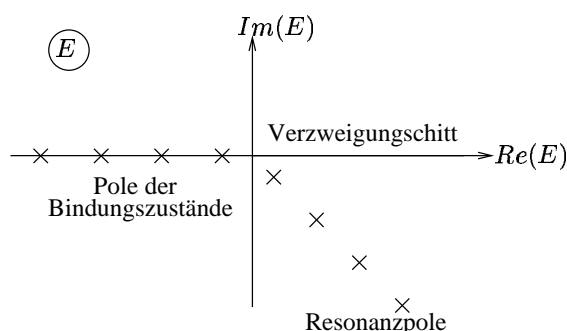 Im(E)
E
Verzweigungschitt
Re(E)
Pole der
Bindungszustände
Resonanzpole